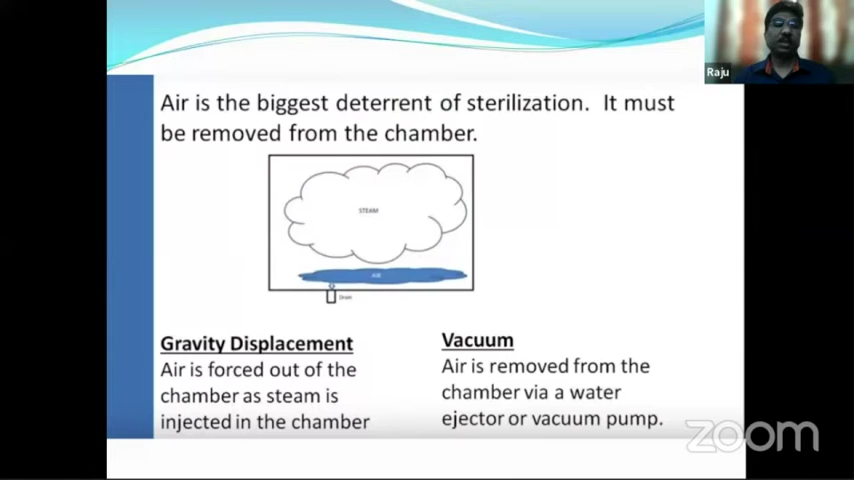 Raju
Air is the biggest deterrent of sterilization. It must
be removed from the chamber.
STEAM
AIR
Drain
Gravity Displacement
Air is forced out of the
chamber as steam is
injected in the chamber
Vacuum
Air is removed from the
chamber via a water
ejector or vacuum pump.
zoom